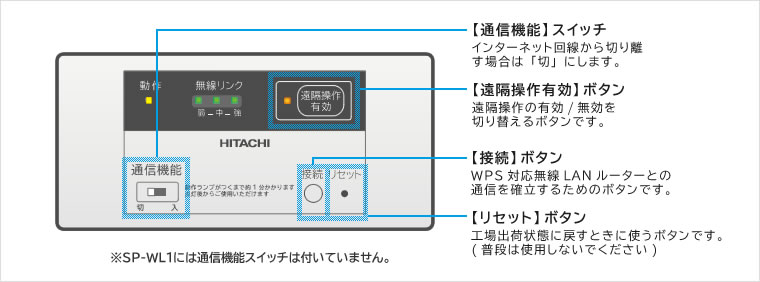 【通信機能】スイッチ
インターネット回線から切り離
す場合は「切」にします。
【遠隔操作有効】ボタン
遠隔操作の有効/無効を
切り替えるボタンです。
【接続】ボタン
WPS対応無線LANルーターとの
通信を確立するためのボタンです。
【リセット】ボタン
工場出荷状態に戻すときに使うボタンです。
(普段は使用しないでください)
動作
無線リンク
弱 – 中 – 強
遠隔操作
有効
HITACHI
通信機能
切 入
動作ランプがつくまで約1分かかります
点灯後からご使用いただけます
接続
リセット
※SP-WL1には通信機能スイッチは付いていません。